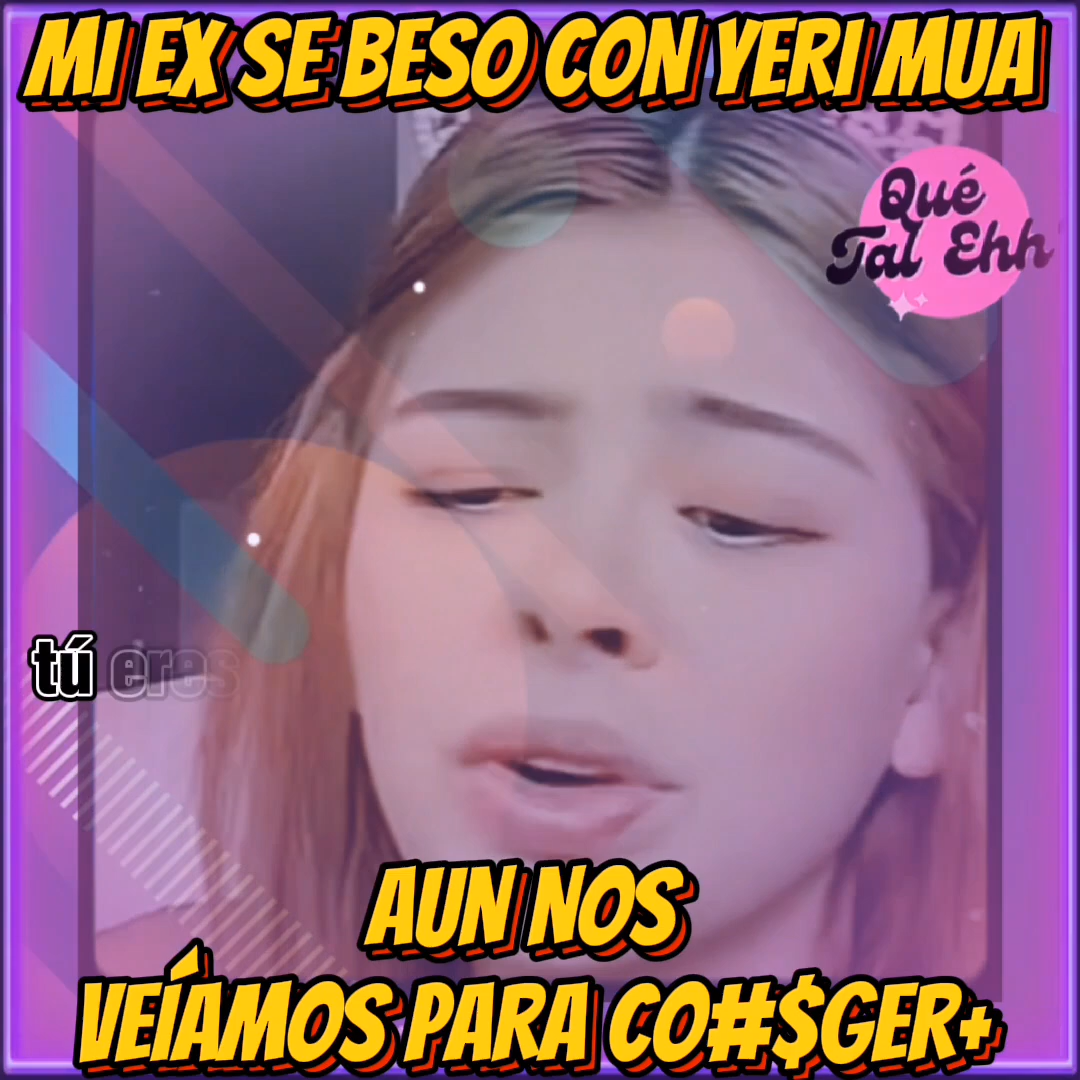 MI EX SE BESO CON YERI MUA
Qué
Tal Ehh
tú eres
AUN NOS
VEÍAMOS PARA CO#$GER+